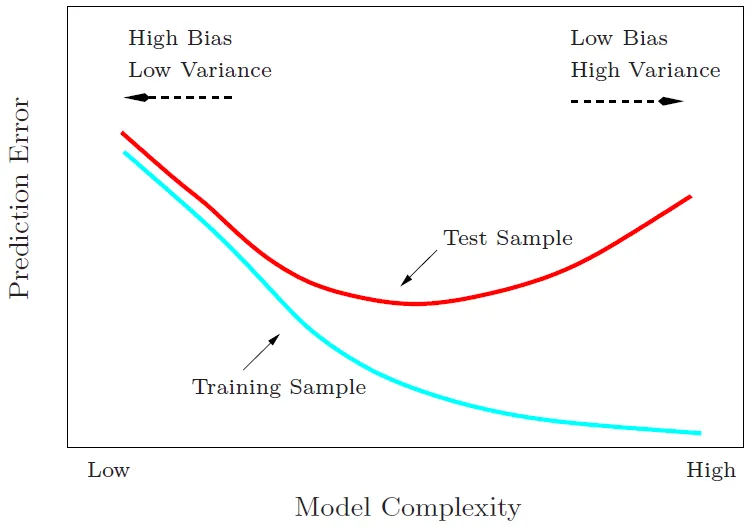 High Bias
Low Variance
Low Bias
High Variance
Prediction Error
Test Sample
Training Sample
Low
High
Model Complexity